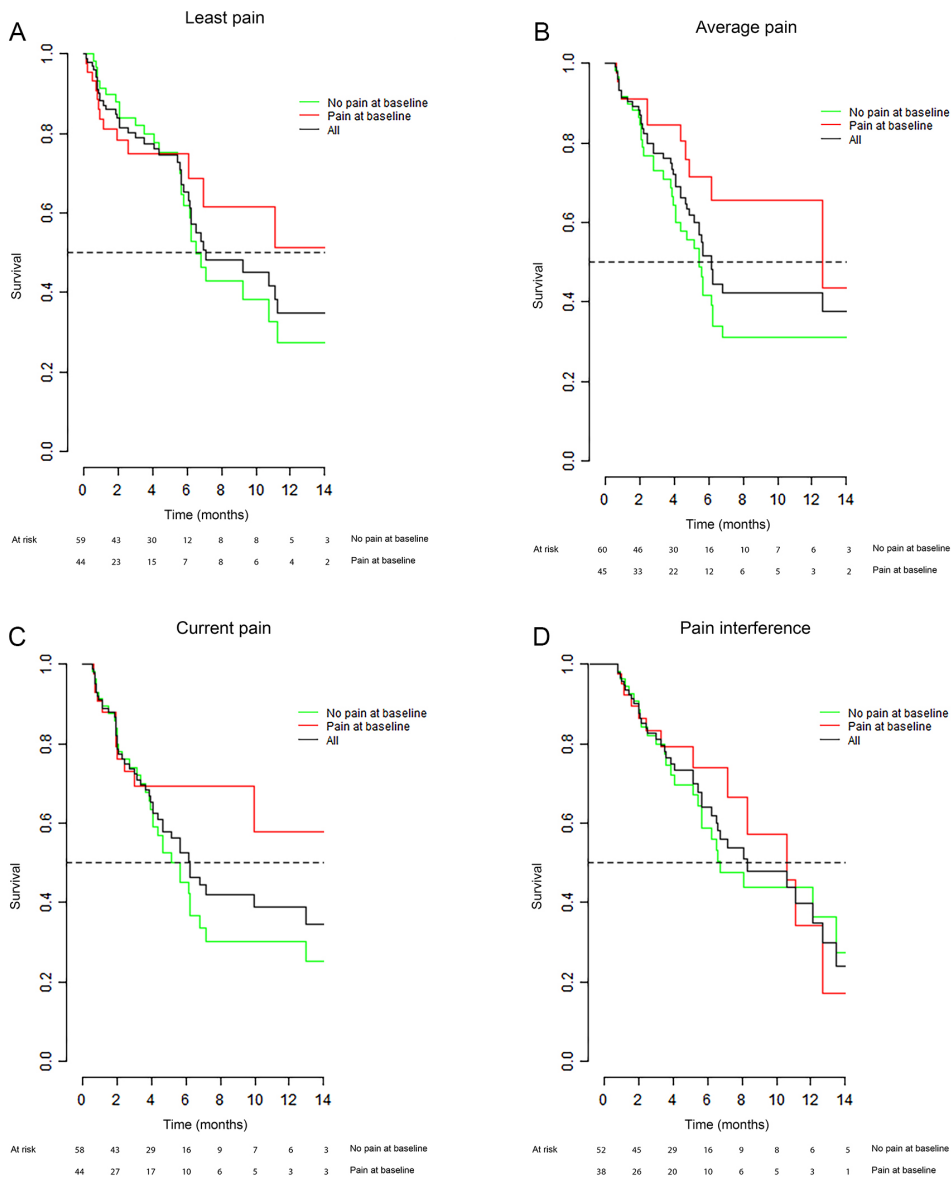 A
Least pain
1.0
0.8
0.6
0.4
0.2
0.0
Survival
No pain at baseline
Pain at baseline
All
0 2 4 6 8 10 12 14
Time (months)
At risk 59 43 30 12 8 8 5 3 No pain at baseline
44 23 15 7 8 6 4 2 Pain at baseline
B
Average pain
1.0
0.8
0.6
0.4
0.2
0.0
Survival
No pain at baseline
Pain at baseline
All
0 2 4 6 8 10 12 14
Time (months)
At risk 60 46 30 16 10 7 6 3 No pain at baseline
45 33 22 12 6 5 3 2 Pain at baseline
C
Current pain
1.0
0.8
0.6
0.4
0.2
0.0
Survival
No pain at baseline
Pain at baseline
All
0 2 4 6 8 10 12 14
Time (months)
At risk 58 43 29 16 9 7 6 3 No pain at baseline
44 27 17 10 6 5 3 3 Pain at baseline
D
Pain interference
1.0
0.8
0.6
0.4
0.2
0.0
Survival
No pain at baseline
Pain at baseline
All
0 2 4 6 8 10 12 14
Time (months)
At risk 52 45 29 16 9 8 6 5 No pain at baseline
38 26 20 10 6 5 3 1 Pain at baseline